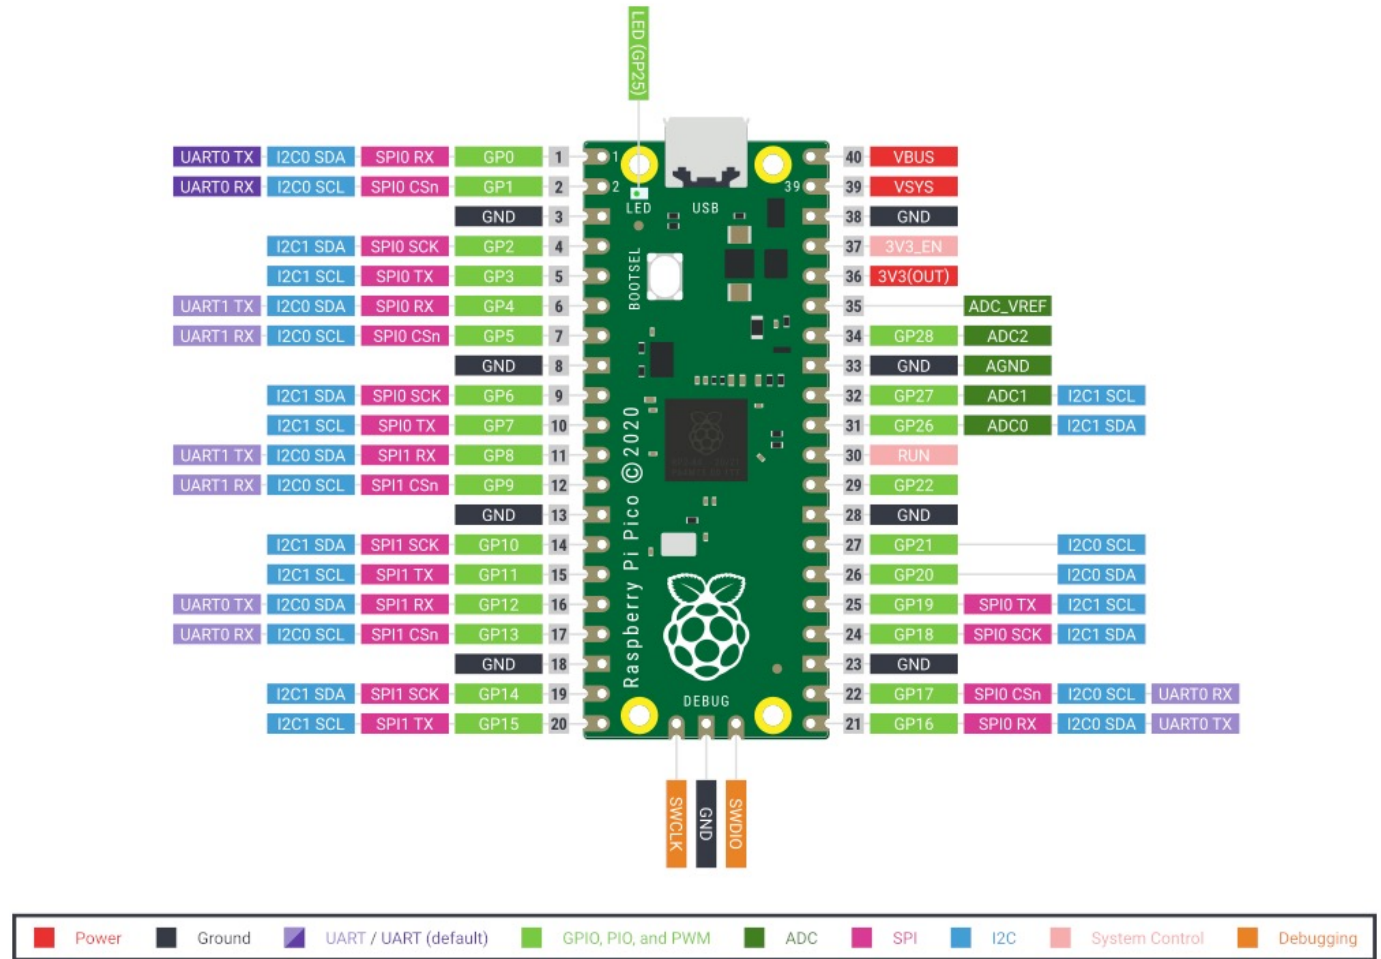 LED (GP25)
UART0 TX I2C0 SDA SPI0 RX GP0 1 1 40 VBUS
UART0 RX I2C0 SCL SPI0 CSn GP1 2 2 39 39 VSYS
LED USB
GND 3 38 GND
I2C1 SDA SPI0 SCK GP2 4 37 3V3_EN
I2C1 SCL SPI0 TX GP3 5 36 3V3(OUT)
BOOTSEL
UART1 TX I2C0 SDA SPI0 RX GP4 6 35 ADC_VREF
UART1 RX I2C0 SCL SPI0 CSn GP5 7 34 GP28 ADC2
GND 8 33 GND AGND
I2C1 SDA SPI0 SCK GP6 9 32 GP27 ADC1 I2C1 SCL
I2C1 SCL SPI0 TX GP7 10 31 GP26 ADC0 I2C1 SDA
UART1 TX I2C0 SDA SPI1 RX GP8 11 30 RUN
UART1 RX I2C0 SCL SPI1 CSn GP9 12 29 GP22
GND 13 28 GND
I2C1 SDA SPI1 SCK GP10 14 27 GP21 I2C0 SCL
I2C1 SCL SPI1 TX GP11 15 26 GP20 I2C0 SDA
UART0 TX I2C0 SDA SPI1 RX GP12 16 25 GP19 SPI0 TX I2C1 SCL
UART0 RX I2C0 SCL SPI1 CSn GP13 17 24 GP18 SPI0 SCK I2C1 SDA
GND 18 23 GND
I2C1 SDA SPI1 SCK GP14 19 22 GP17 SPI0 CSn I2C0 SCL UART0 RX
I2C1 SCL SPI1 TX GP15 20 21 GP16 SPI0 RX I2C0 SDA UART0 TX
Raspberry Pi Pico © 2020
DEBUG
SWCLK GND SWDIO
Power Ground UART / UART (default) GPIO, PIO, and PWM ADC SPI I2C System Control Debugging